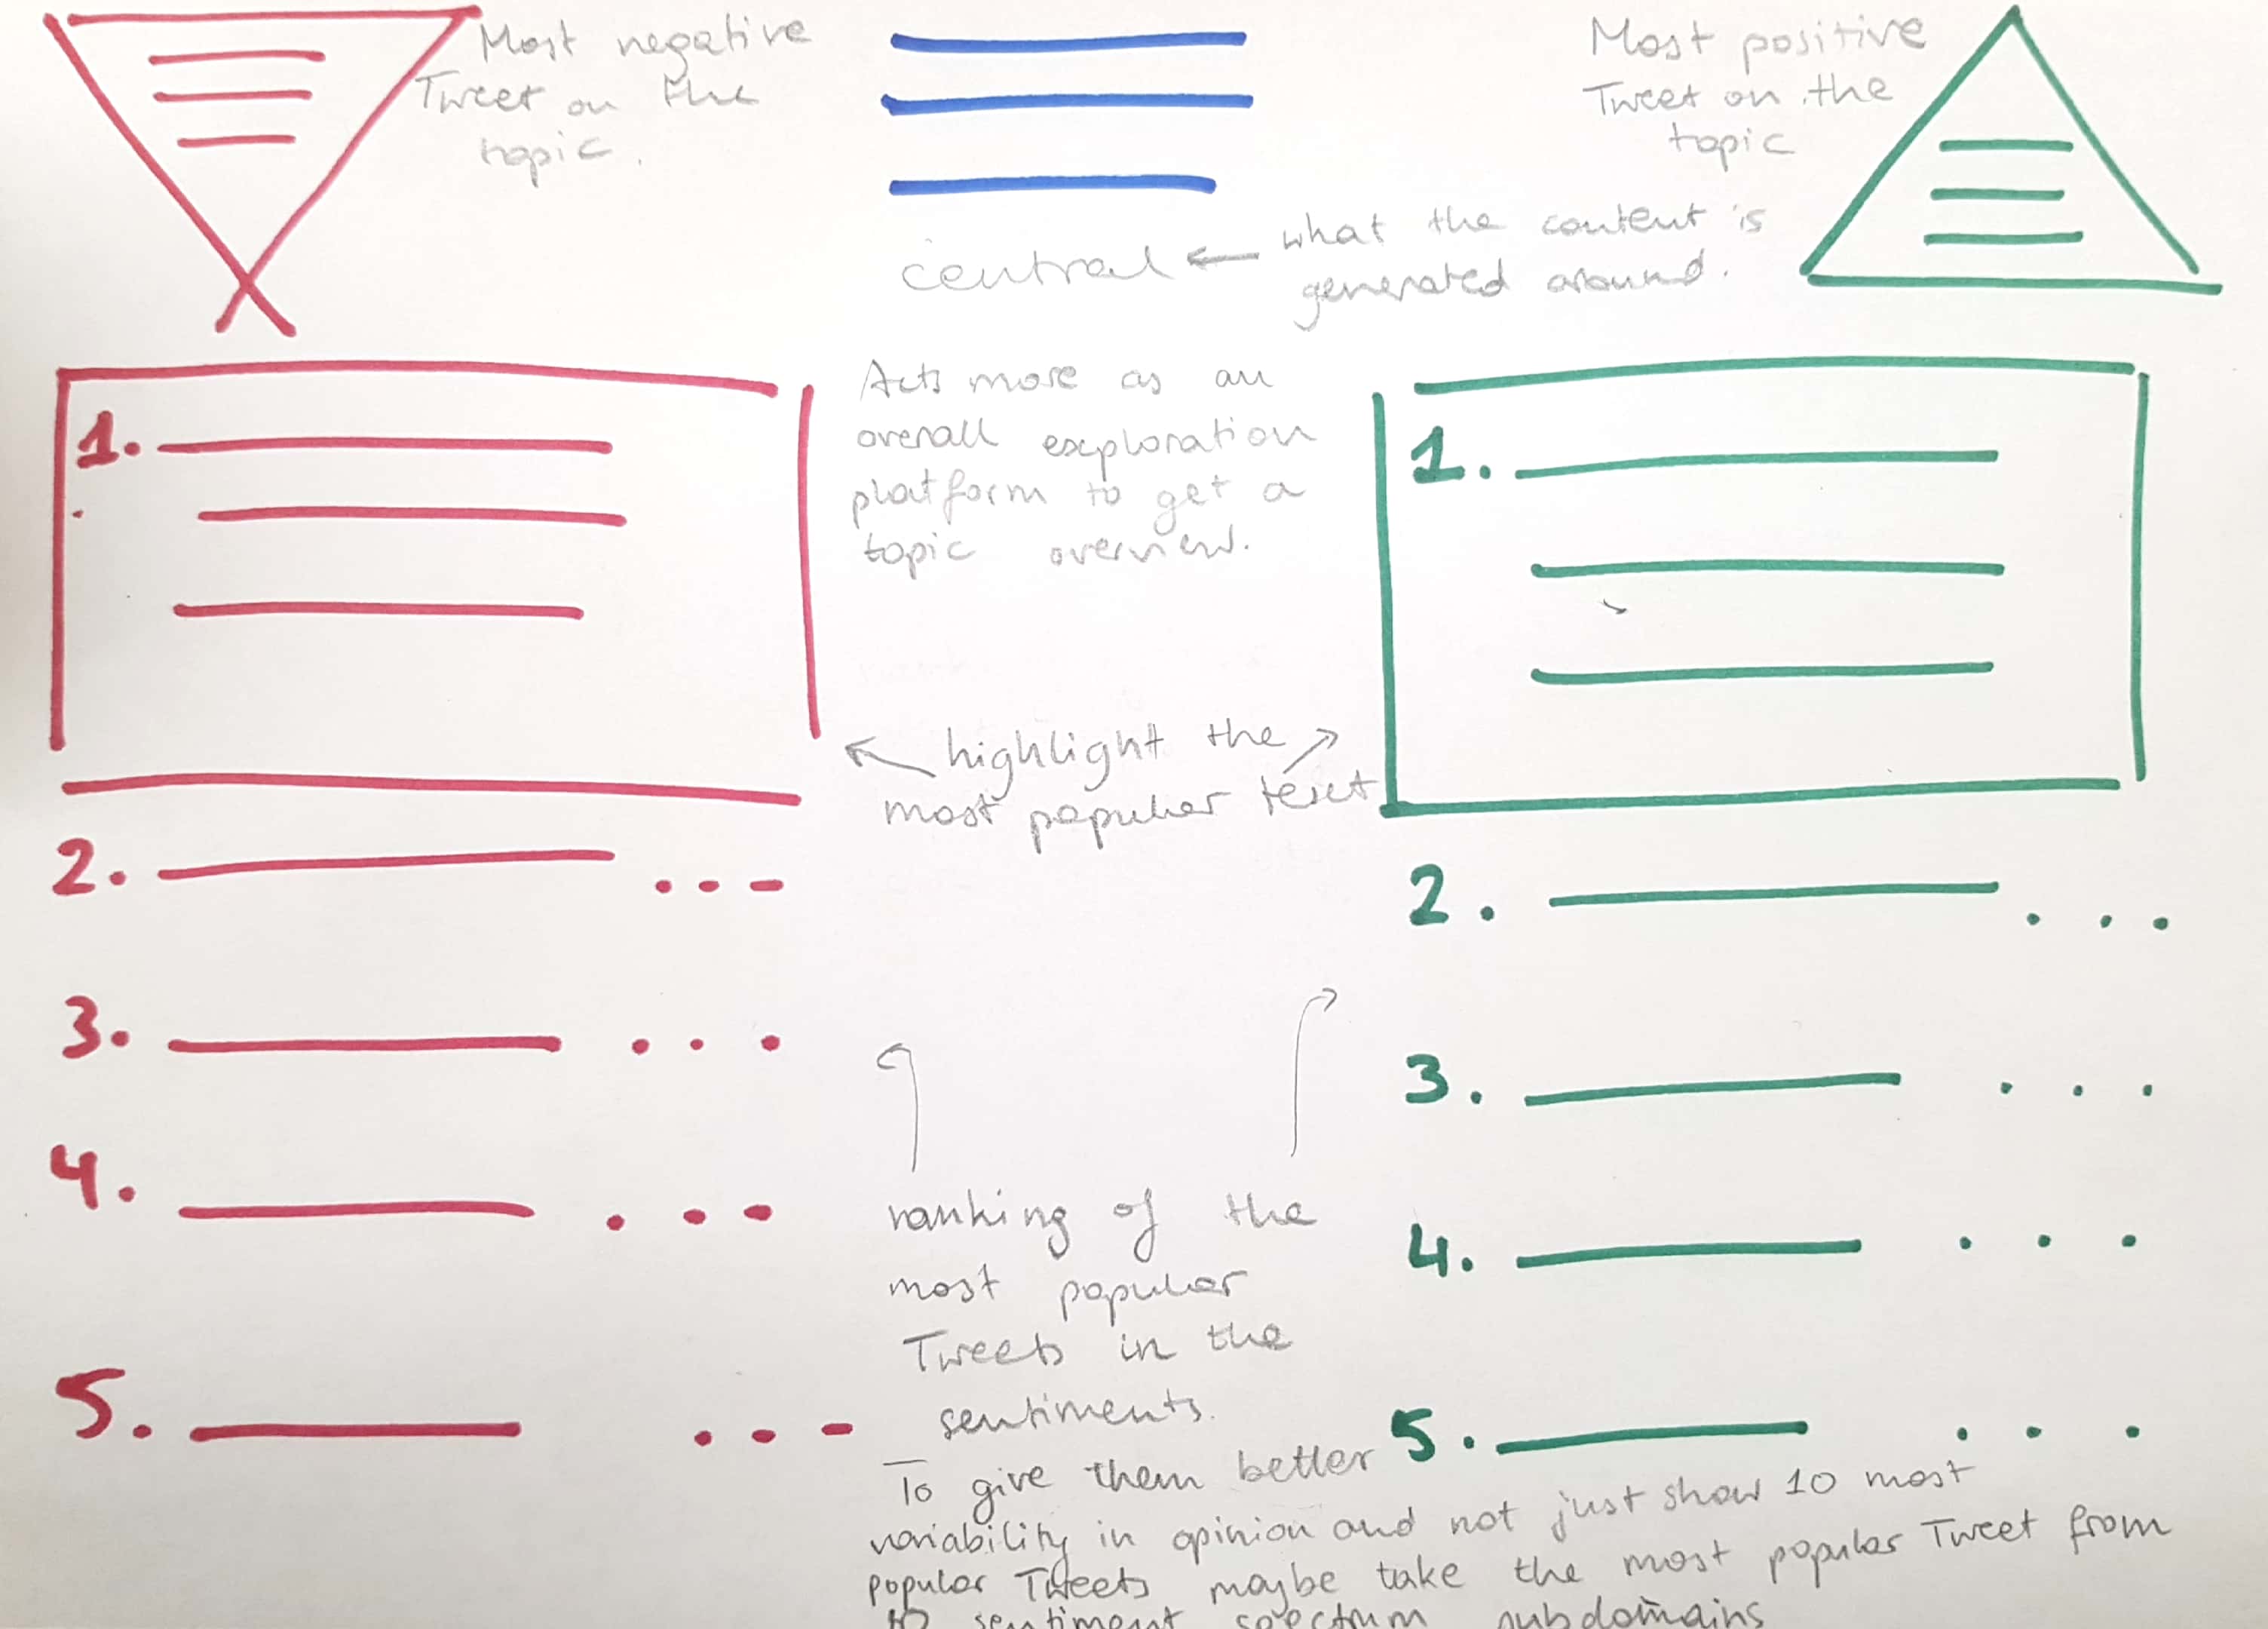 Most negative
Tweet on the
topic.
Most positive
Tweet on the
topic
central ← what the content is
generated around.
Acts more as an
overall exploration
platform to get a
topic overview.
1.
1.
highlight the
most popular text
2.
2.
3.
3.
4.
4.
ranking of the
most popular
Tweets in the
sentiments.
5.
5.
To give them better
variability in opinion and not just show 10 most
popular Tweets maybe take the most popular Tweet from
10 sentiment spectrum subdomains